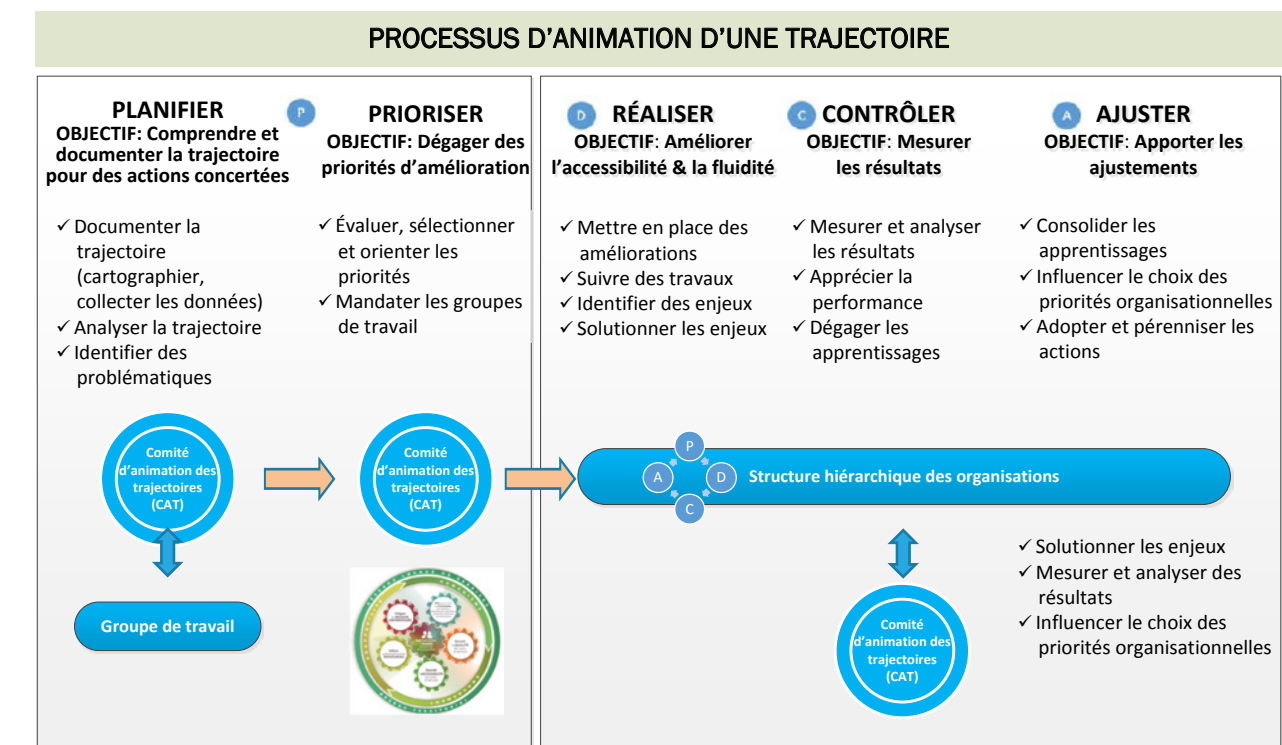 PROCESSUS D’ANIMATION D’UNE TRAJECTOIRE
PLANIFIER
OBJECTIF: Comprendre et
documenter la trajectoire
pour des actions concertées
✓ Documenter la
trajectoire
(cartographier,
collecter les données)
✓ Analyser la trajectoire
✓ Identifier des
problématiques
Comité
d’animation des
trajectoires
(CAT)
Groupe de travail
P
PRIORISER
OBJECTIF: Dégager des
priorités d’amélioration
✓ Évaluer, sélectionner
et orienter les
priorités
✓ Mandater les groupes
de travail
Comité
d’animation des
trajectoires
(CAT)
D
RÉALISER
OBJECTIF: Améliorer
l’accessibilité & la fluidité
✓ Mettre en place des
améliorations
✓ Suivre des travaux
✓ Identifier des enjeux
✓ Solutionner les enjeux
C
CONTRÔLER
OBJECTIF: Mesurer
les résultats
✓ Mesurer et analyser
les résultats
✓ Apprécier la
performance
✓ Dégager les
apprentissages
A
AJUSTER
OBJECTIF: Apporter les
ajustements
✓ Consolider les
apprentissages
✓ Influencer le choix des
priorités organisationnelles
✓ Adopter et pérenniser les
actions
P
A
D
C
Structure hiérarchique des organisations
Comité
d’animation des
trajectoires
(CAT)
✓ Solutionner les enjeux
✓ Mesurer et analyser des
résultats
✓ Influencer le choix des
priorités organisationnelles